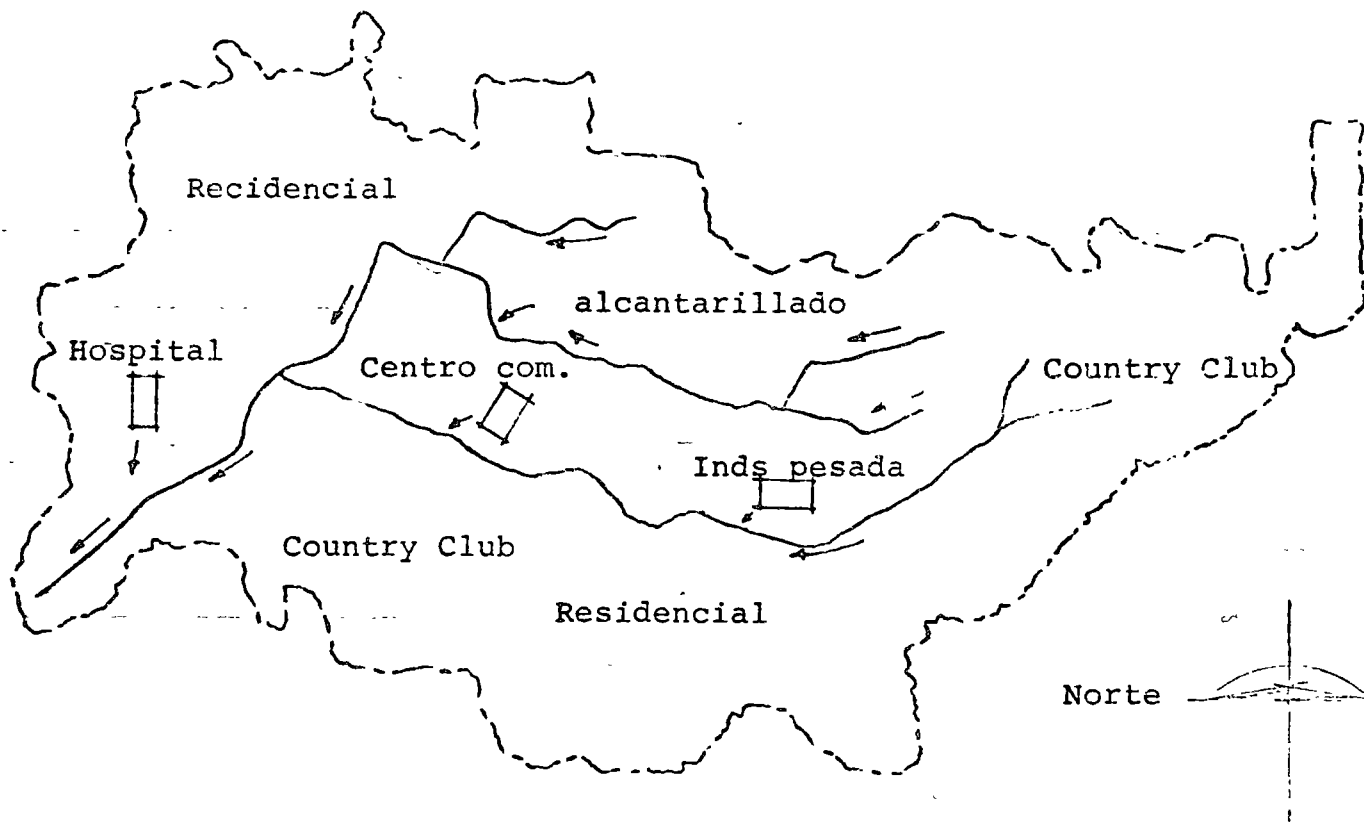 Recidencial
alcantarillado
Hospital
Centro com.
Country Club
Inds pesada
Country Club
Residencial
Norte